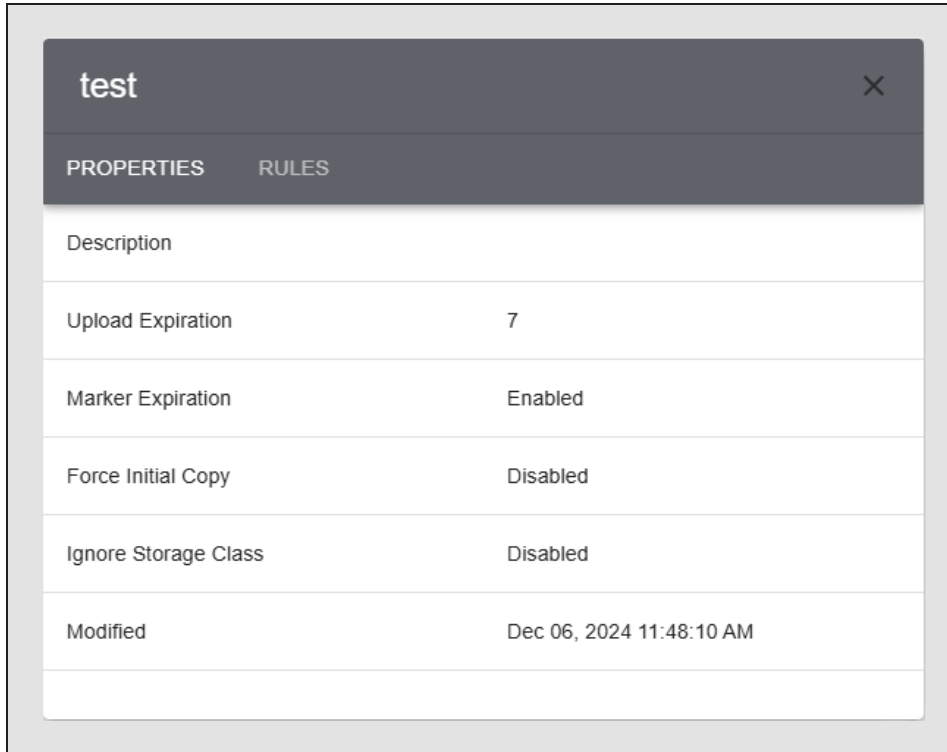 test
PROPERTIES RULES
Description
Upload Expiration 7
Marker Expiration Enabled
Force Initial Copy Disabled
Ignore Storage Class Disabled
Modified Dec 06, 2024 11:48:10 AM